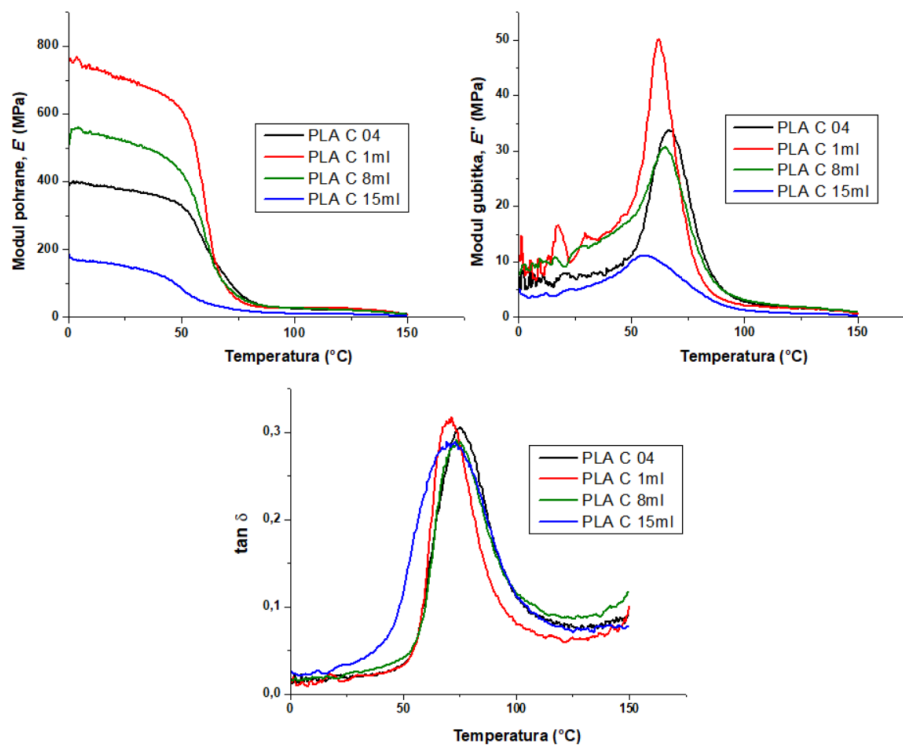 Modul pohrane, E' (MPa)
800
600
400
200
0
0
50
100
150
Temperatura (°C)
PLA C 04
PLA C 1ml
PLA C 8ml
PLA C 15ml
Modul gubitka, E'' (MPa)
50
40
30
20
10
0
0
50
100
150
Temperatura (°C)
PLA C 04
PLA C 1ml
PLA C 8ml
PLA C 15ml
tan δ
0,3
0,2
0,1
0,0
0
50
100
150
Temperatura (°C)
PLA C 04
PLA C 1ml
PLA C 8ml
PLA C 15ml